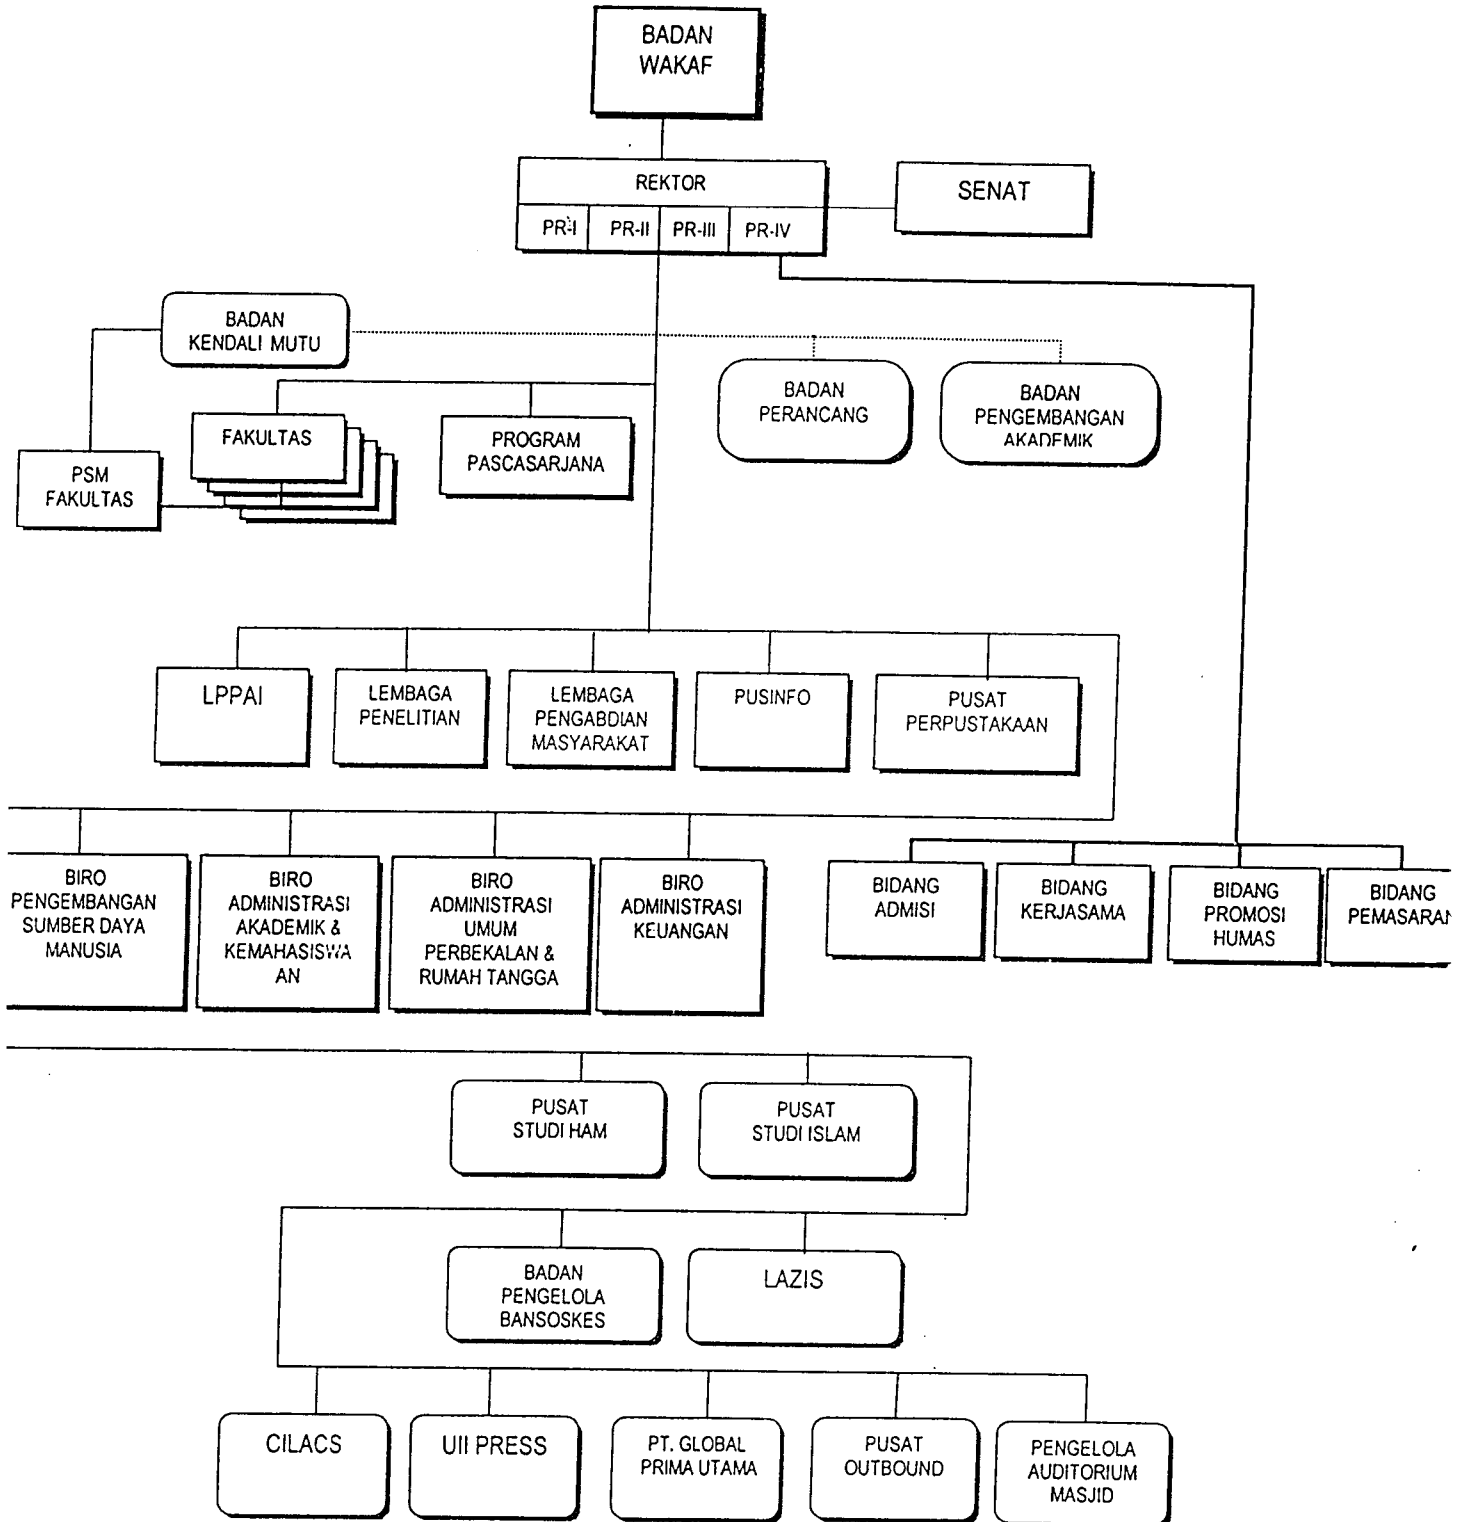 BADAN
WAKAF
REKTOR
SENAT
PR-I
PR-II
PR-III
PR-IV
BADAN
KENDALI MUTU
BADAN
PERANCANG
BADAN
PENGEMBANGAN
AKADEMIK
FAKULTAS
PROGRAM
PASCASARJANA
PSM
FAKULTAS
LPPAI
LEMBAGA
PENELITIAN
LEMBAGA
PENGABDIAN
MASYARAKAT
PUSINFO
PUSAT
PERPUSTAKAAN
BIRO
PENGEMBANGAN
SUMBER DAYA
MANUSIA
BIRO
ADMINISTRASI
AKADEMIK &
KEMAHASISWA
AN
BIRO
ADMINISTRASI
UMUM
PERBEKALAN &
RUMAH TANGGA
BIRO
ADMINISTRASI
KEUANGAN
BIDANG
ADMISI
BIDANG
KERJASAMA
BIDANG
PROMOSI
HUMAS
BIDANG
PEMASARAN
PUSAT
STUDI HAM
PUSAT
STUDI ISLAM
BADAN
PENGELOLA
BANSOSKES
LAZIS
CILACS
UII PRESS
PT. GLOBAL
PRIMA UTAMA
PUSAT
OUTBOUND
PENGELOLA
AUDITORIUM
MASJID